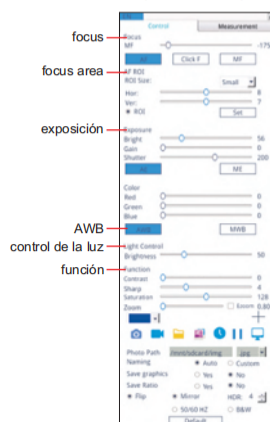 Control Measurement
focus
Focus
MF -175
Click F MF
focus area
AF ROI
ROI Size: Small
Hor: 8
Ver: 7
ROI Set
exposición
Exposure
Bright 56
Gain 0
Shutter 200
ME
Color
Red 0
Green 0
Blue 0
AWB
MWB
control de la luz
Light Control
Brightness 50
función
Function
Contrast 0
Sharp 4
Saturation 128
Zoom Zoom 0.80
Photo Path /mnt/sdcard/img .jpg
Naming Auto Custom
Save graphics Yes No
Save Ratio Yes No
Flip Mirror HDR: 4
50/60 HZ B&W
Default